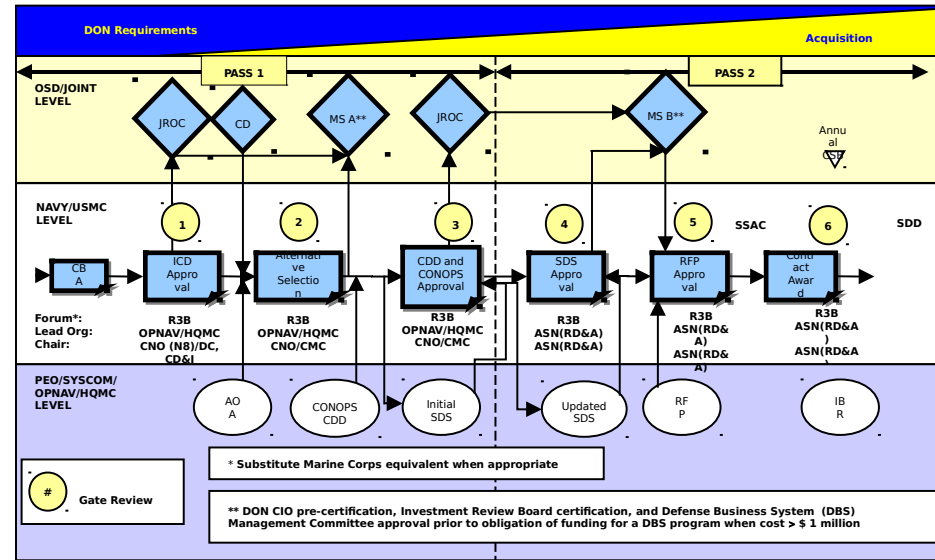 DON Requirements
Acquisition
PASS 1
PASS 2
OSD/JOINT
LEVEL
JROC
CD
MS A**
JROC
MS B**
Annu
al
CSB
NAVY/USMC
LEVEL
1
2
3
4
5
SSAC
6
SDD
CB
A
ICD
Appro
val
Alternati
ve
Selectio
n
CDD and
CONOPS
Approval
SDS
Appro
val
RFP
Appro
val
Contr
act
Awar
d
Forum*:
Lead Org:
Chair:
R3B
OPNAV/HQMC
CNO (N8)/DC,
CD&I
R3B
OPNAV/HQMC
CNO/CMC
R3B
OPNAV/HQMC
CNO/CMC
R3B
ASN(RD&A)
ASN(RD&A)
R3B
ASN(RD&
A)
ASN(RD&
A)
R3B
ASN(RD&A
)
ASN(RD&A
)
PEO/SYSCOM/
OPNAV/HQMC
LEVEL
AO
A
CONOPS
CDD
Initial
SDS
Updated
SDS
RF
P
IB
R
* Substitute Marine Corps equivalent when appropriate
#
Gate Review
** DON CIO pre-certification, Investment Review Board certification, and Defense Business System (DBS)
Management Committee approval prior to obligation of funding for a DBS program when cost > $ 1 million